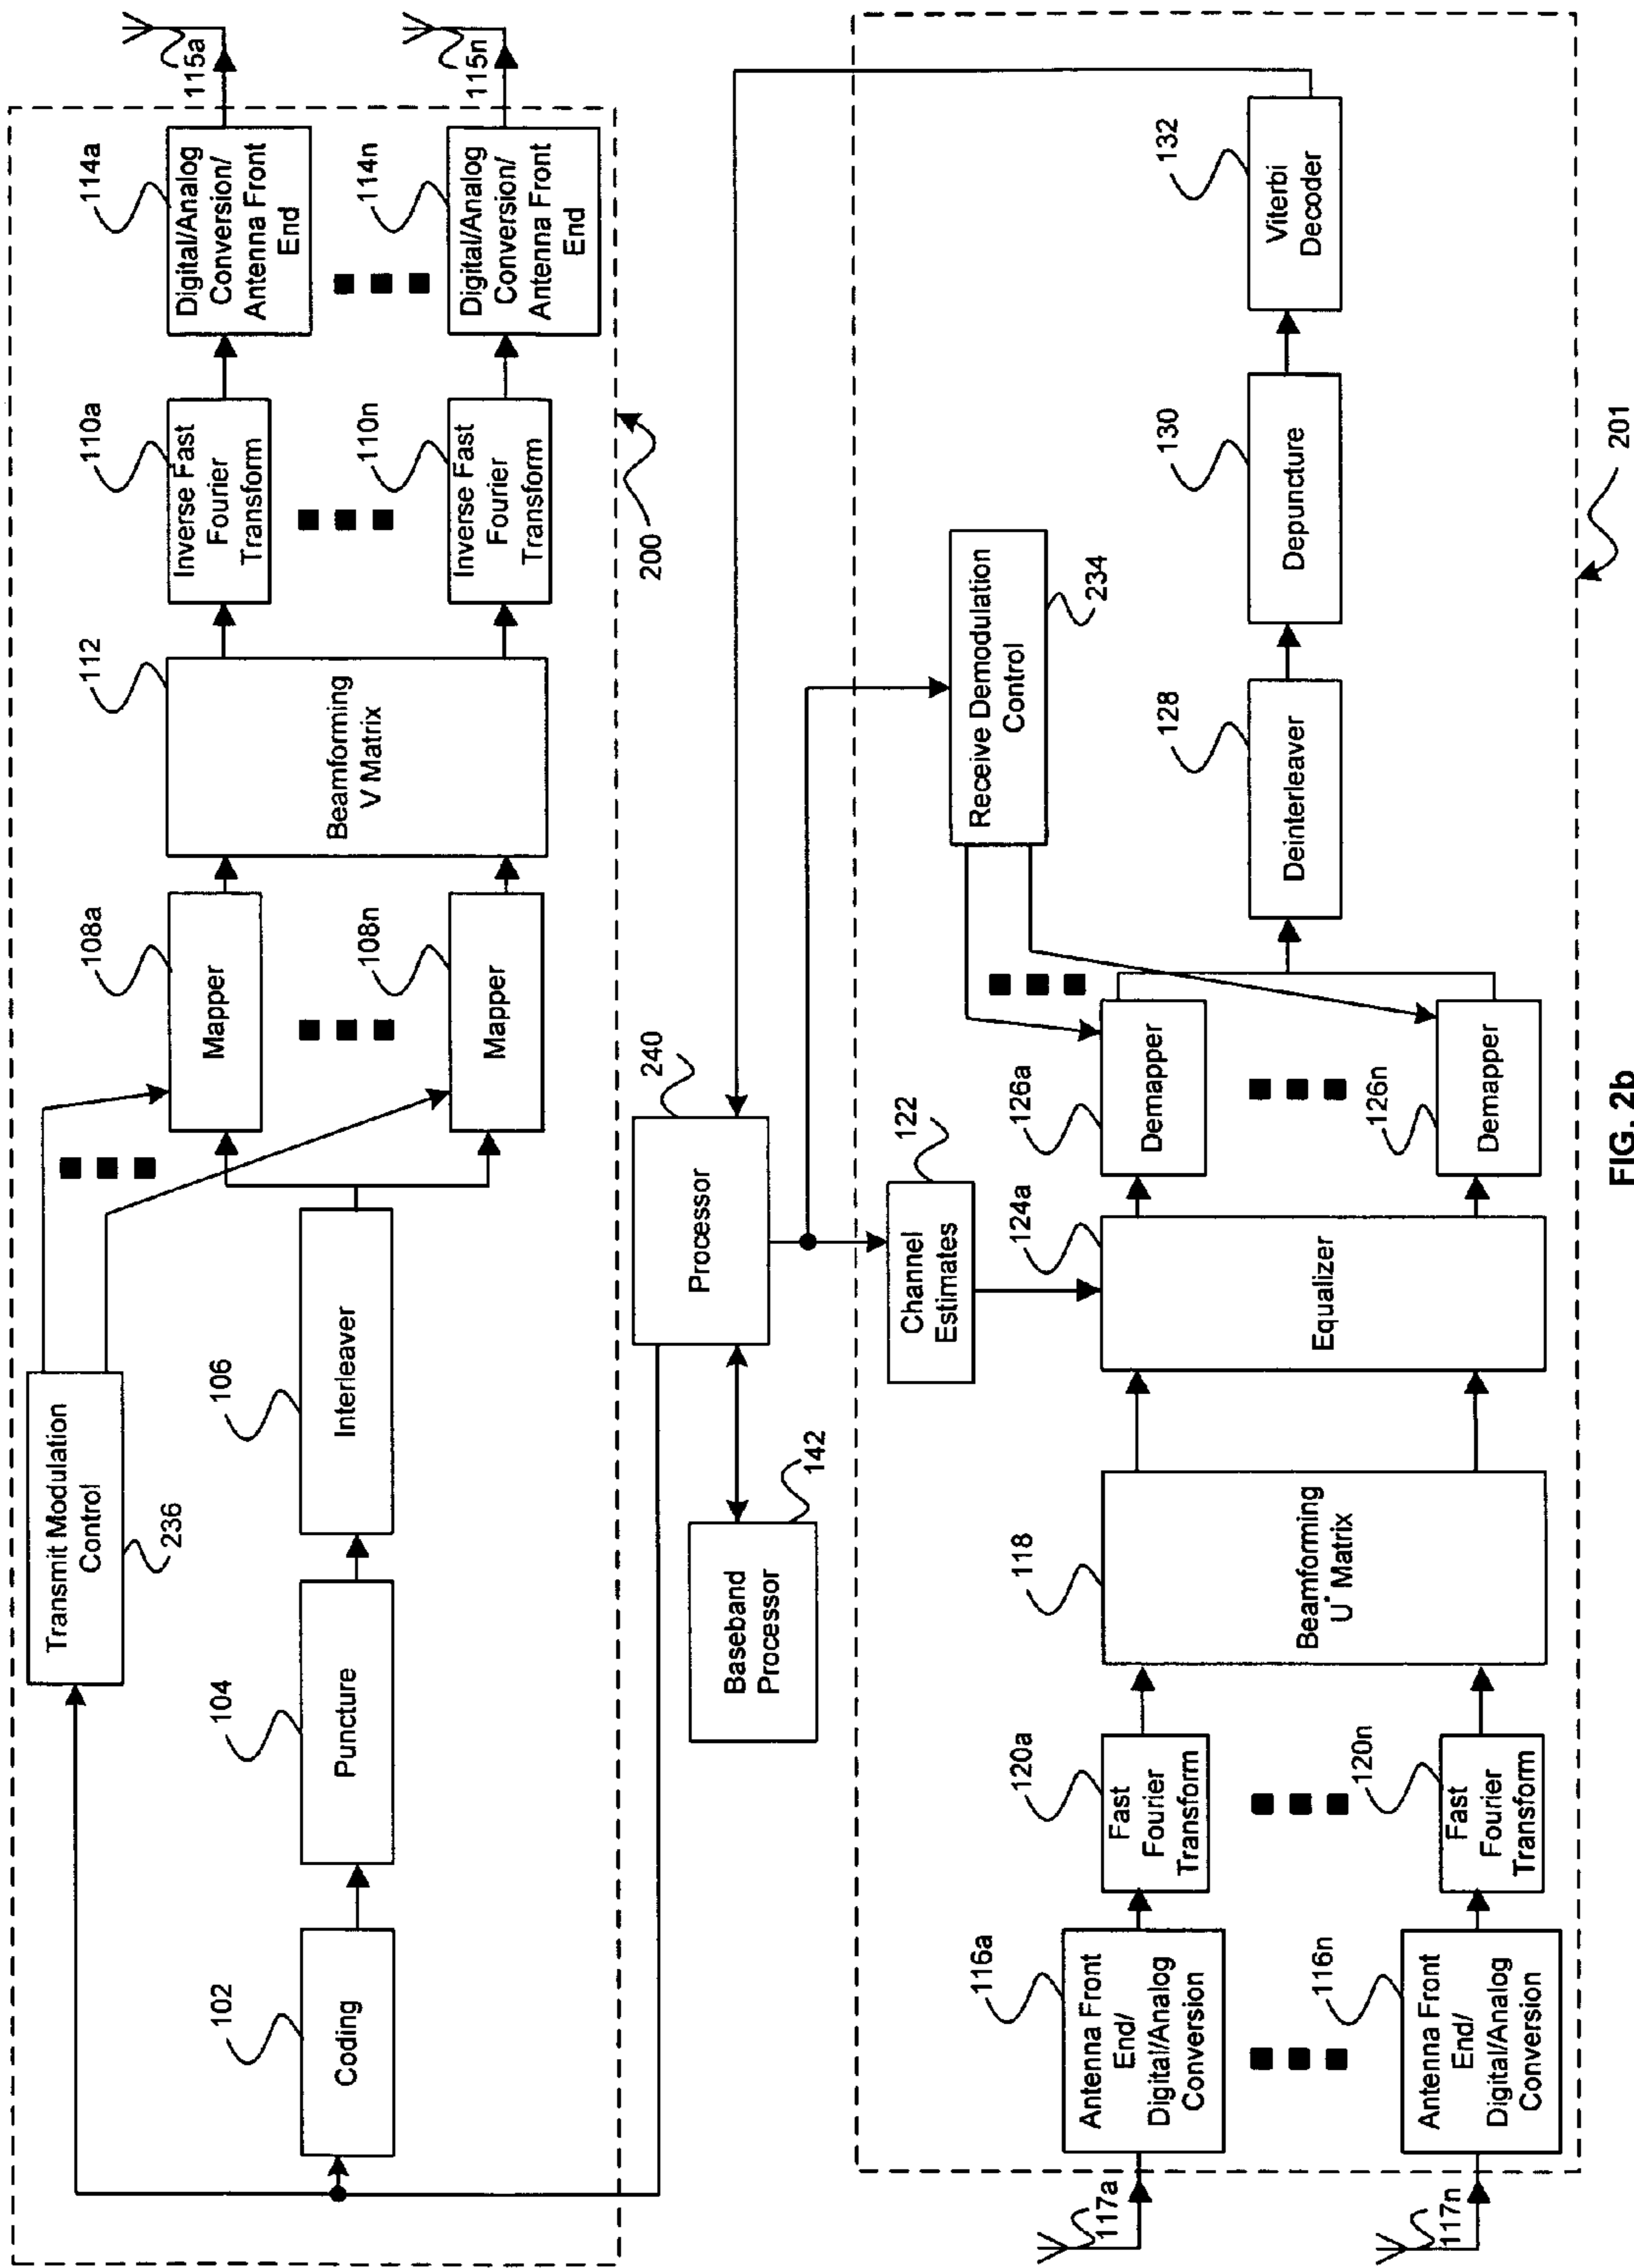 236
Transmit Modulation
Control
102
Coding
104
Puncture
106
Interleaver
108a
Mapper
108n
Mapper
112
Beamforming
V Matrix
110a
Inverse Fast
Fourier
Transform
110n
Inverse Fast
Fourier
Transform
114a
Digital/Analog
Conversion/
Antenna Front
End
114n
Digital/Analog
Conversion/
Antenna Front
End
115a
115n
200
142
Baseband
Processor
240
Processor
117a
117n
116a
Antenna Front
End/
Digital/Analog
Conversion
116n
Antenna Front
End/
Digital/Analog
Conversion
120a
Fast
Fourier
Transform
120n
Fast
Fourier
Transform
118
Beamforming
U* Matrix
122
Channel
Estimates
124a
Equalizer
126a
Demapper
126n
Demapper
234
Receive Demodulation
Control
128
Deinterleaver
130
Depuncture
132
Viterbi
Decoder
201
FIG. 2b